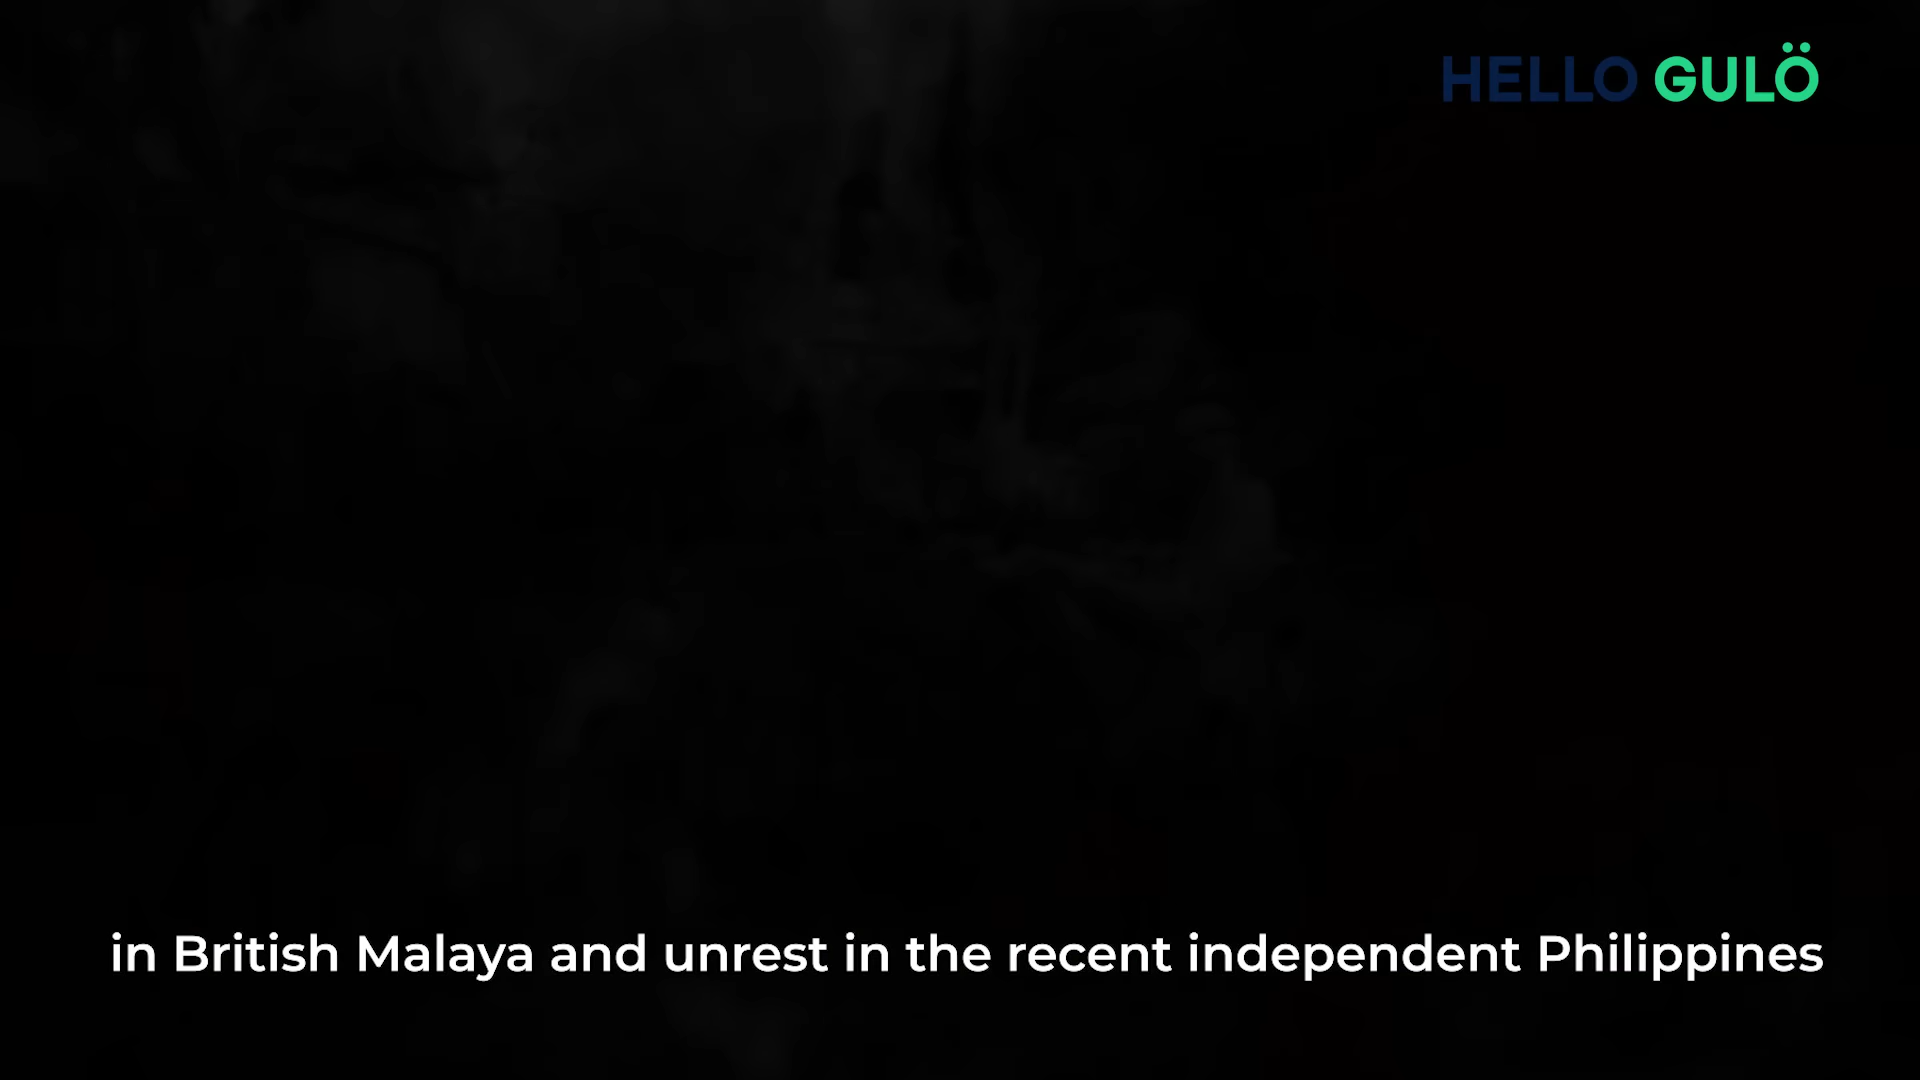 HELLO GULÖ
in British Malaya and unrest in the recent independent Philippines